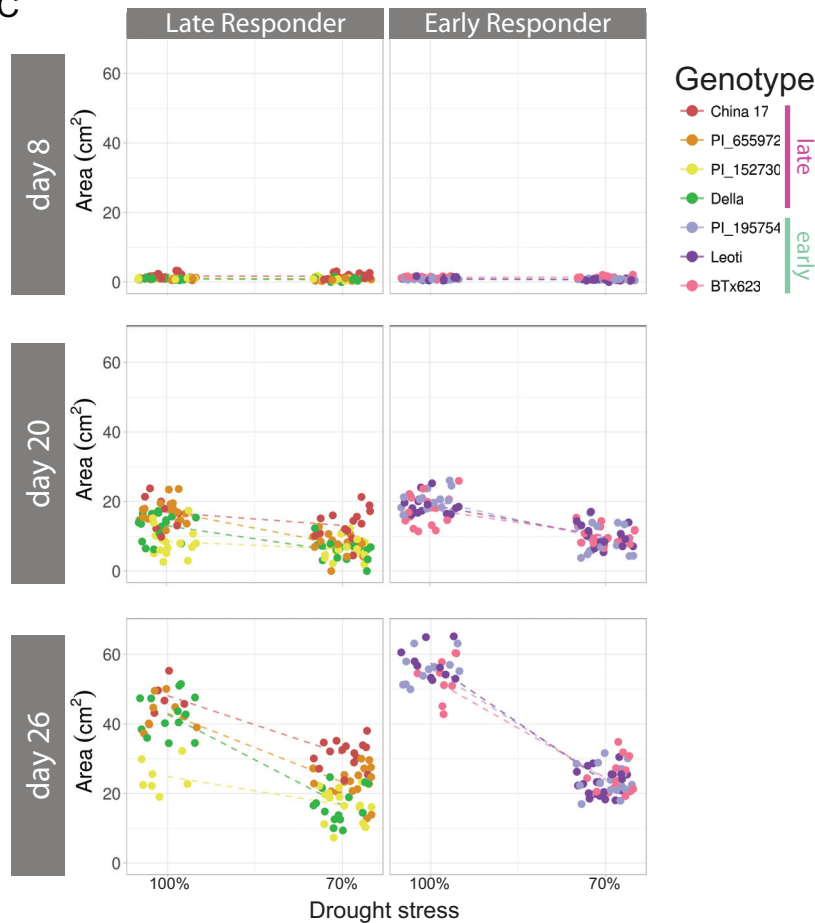 C
Late Responder Early Responder
day 8
Area (cm²)
60
40
20
0
Genotype
China 17
PI_655972
PI_152730
Della
PI_195754
Leoti
BTx623
late
early
day 20
Area (cm²)
60
40
20
0
day 26
Area (cm²)
60
40
20
0
100% 70% 100% 70%
Drought stress